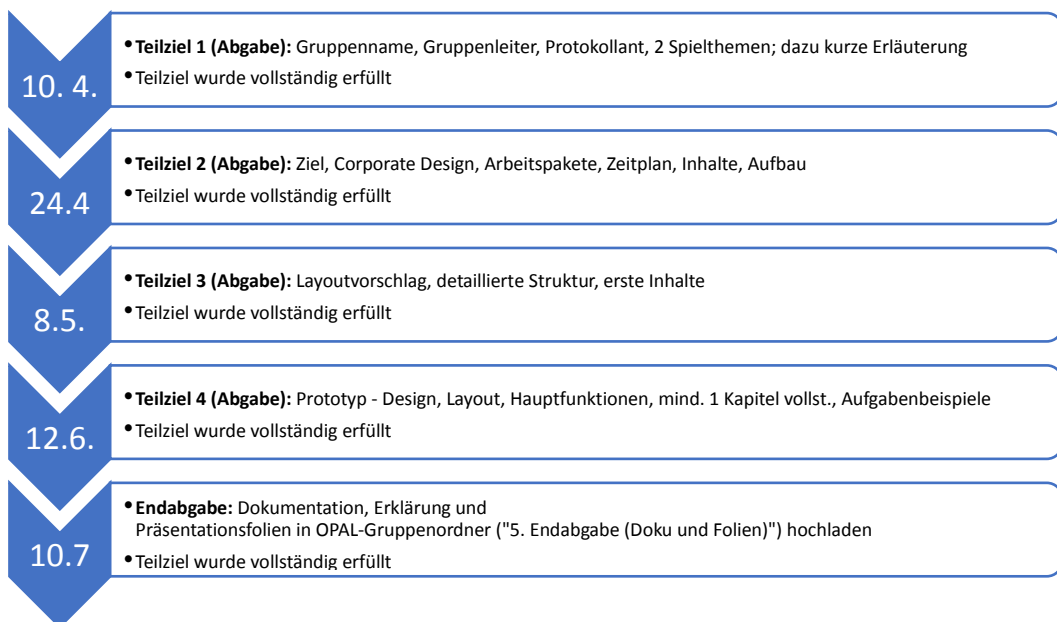 10. 4.
• Teilziel 1 (Abgabe): Gruppenname, Gruppenleiter, Protokollant, 2 Spielthemen; dazu kurze Erläuterung
• Teilziel wurde vollständig erfüllt
24.4
• Teilziel 2 (Abgabe): Ziel, Corporate Design, Arbeitspakete, Zeitplan, Inhalte, Aufbau
• Teilziel wurde vollständig erfüllt
8.5.
• Teilziel 3 (Abgabe): Layoutvorschlag, detaillierte Struktur, erste Inhalte
• Teilziel wurde vollständig erfüllt
12.6.
• Teilziel 4 (Abgabe): Prototyp - Design, Layout, Hauptfunktionen, mind. 1 Kapitel vollst., Aufgabenbeispiele
• Teilziel wurde vollständig erfüllt
10.7
• Endabgabe: Dokumentation, Erklärung und
Präsentationsfolien in OPAL-Gruppenordner ("5. Endabgabe (Doku und Folien)") hochladen
• Teilziel wurde vollständig erfüllt